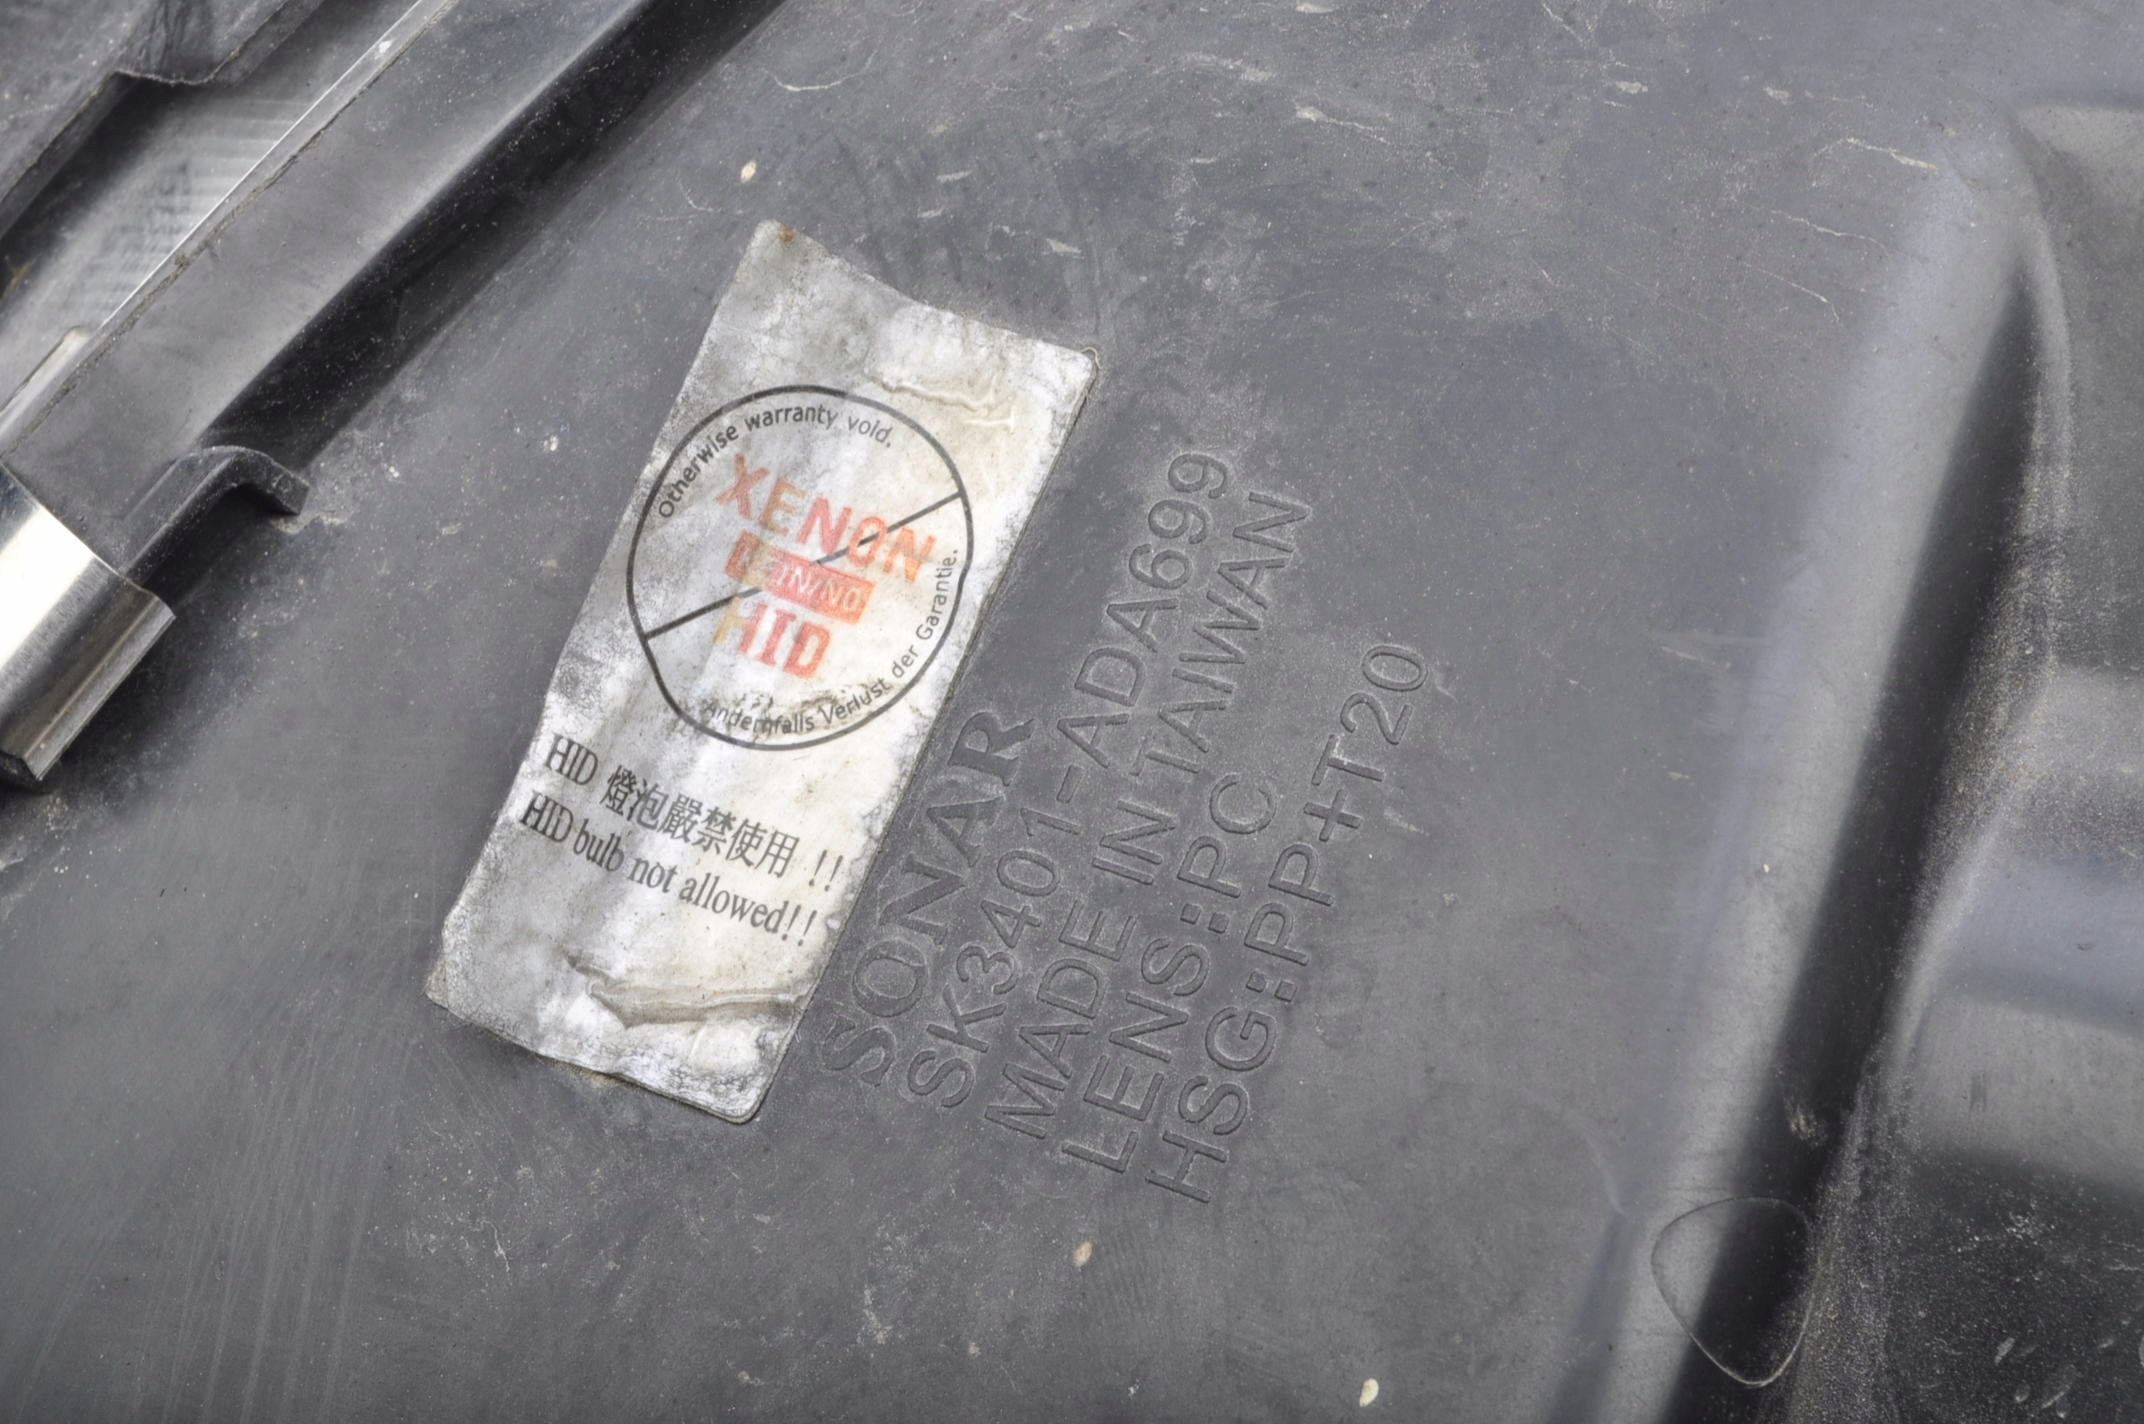 Otherwise warranty void.
XENON
HID
Andernfalls Verlust der Garantie.
HID 燈泡嚴禁使用 !!
HID bulb not allowed!!
SONAR
SK3401-ADA699
MADE IN TAIWAN
LENS:PC
HSG:PP+T20